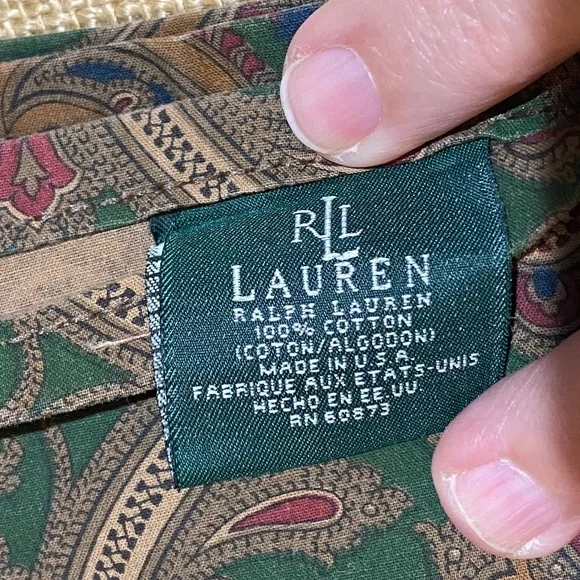 RLL
LAUREN
RALPH LAUREN
100% COTTON
(COTON/ALGODON)
MADE IN U.S.A.
FABRIQUE AUX ETATS-UNIS
HECHO EN EE.UU.
RN 60873